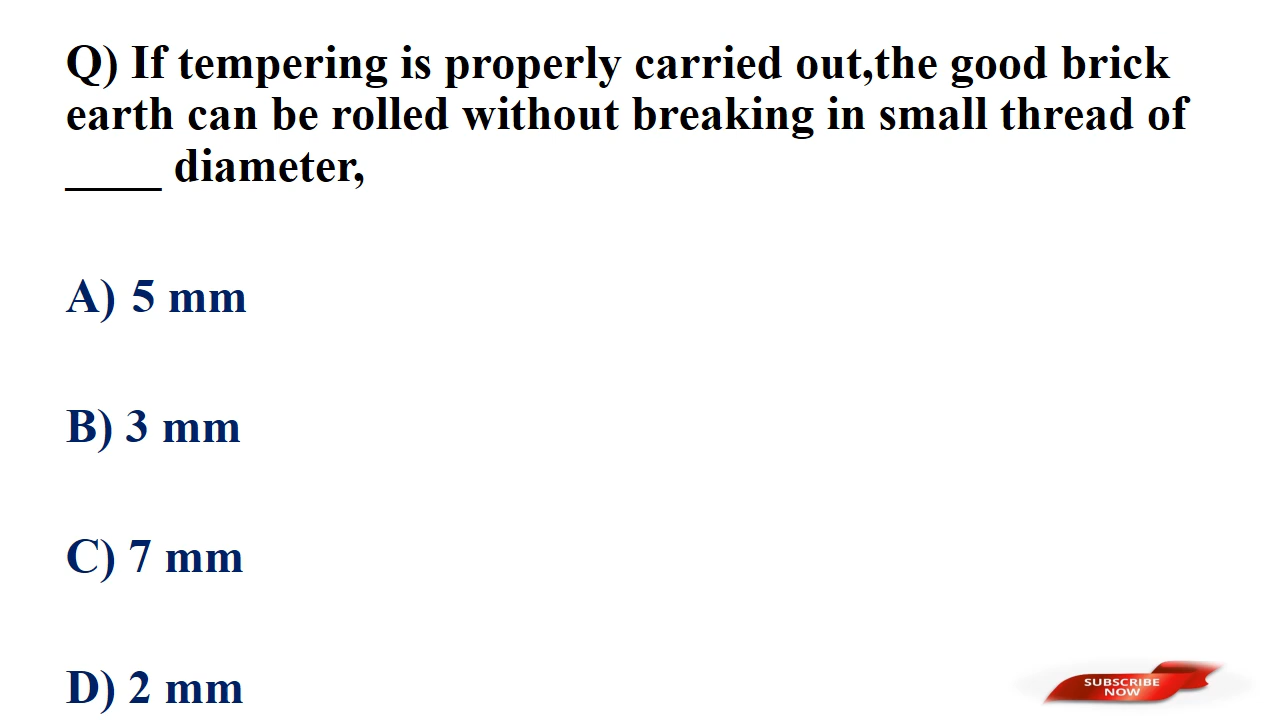 Q) If tempering is properly carried out,the good brick
earth can be rolled without breaking in small thread of
____ diameter,
A) 5 mm
B) 3 mm
C) 7 mm
D) 2 mm
SUBSCRIBE
NOW